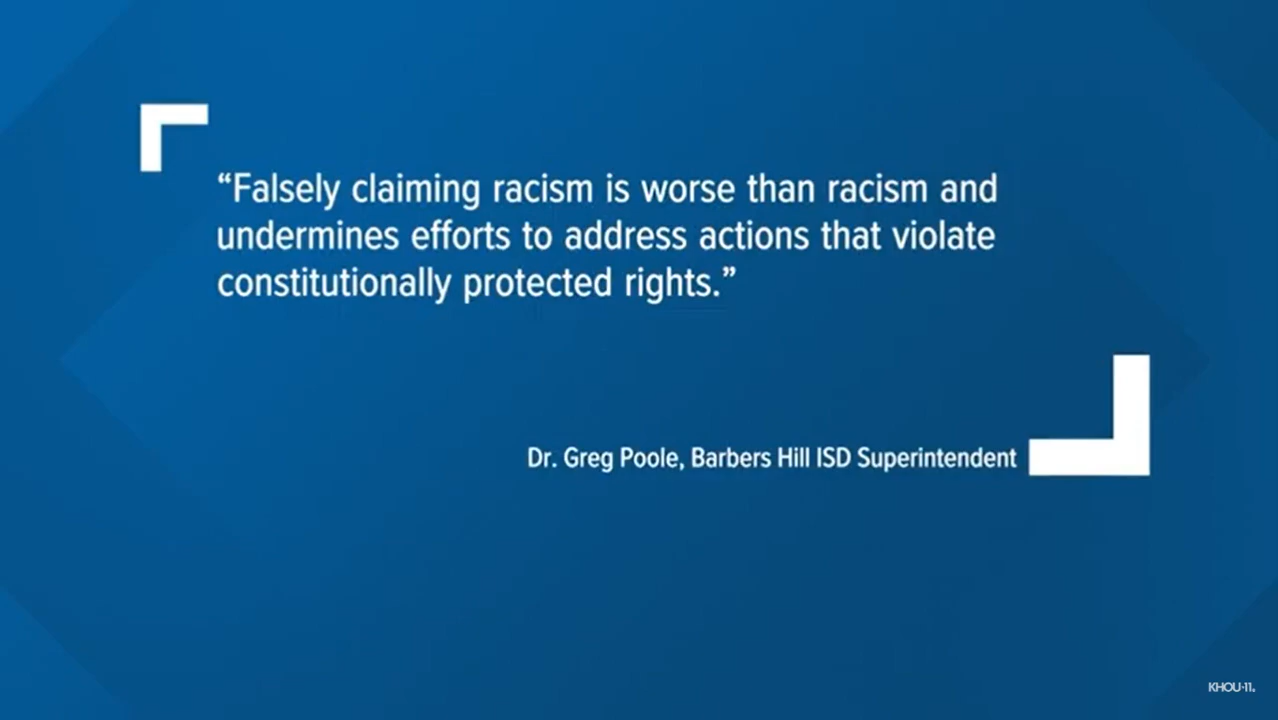 “Falsely claiming racism is worse than racism and
undermines efforts to address actions that violate
constitutionally protected rights.”
Dr. Greg Poole, Barbers Hill ISD Superintendent
KHOU·11.